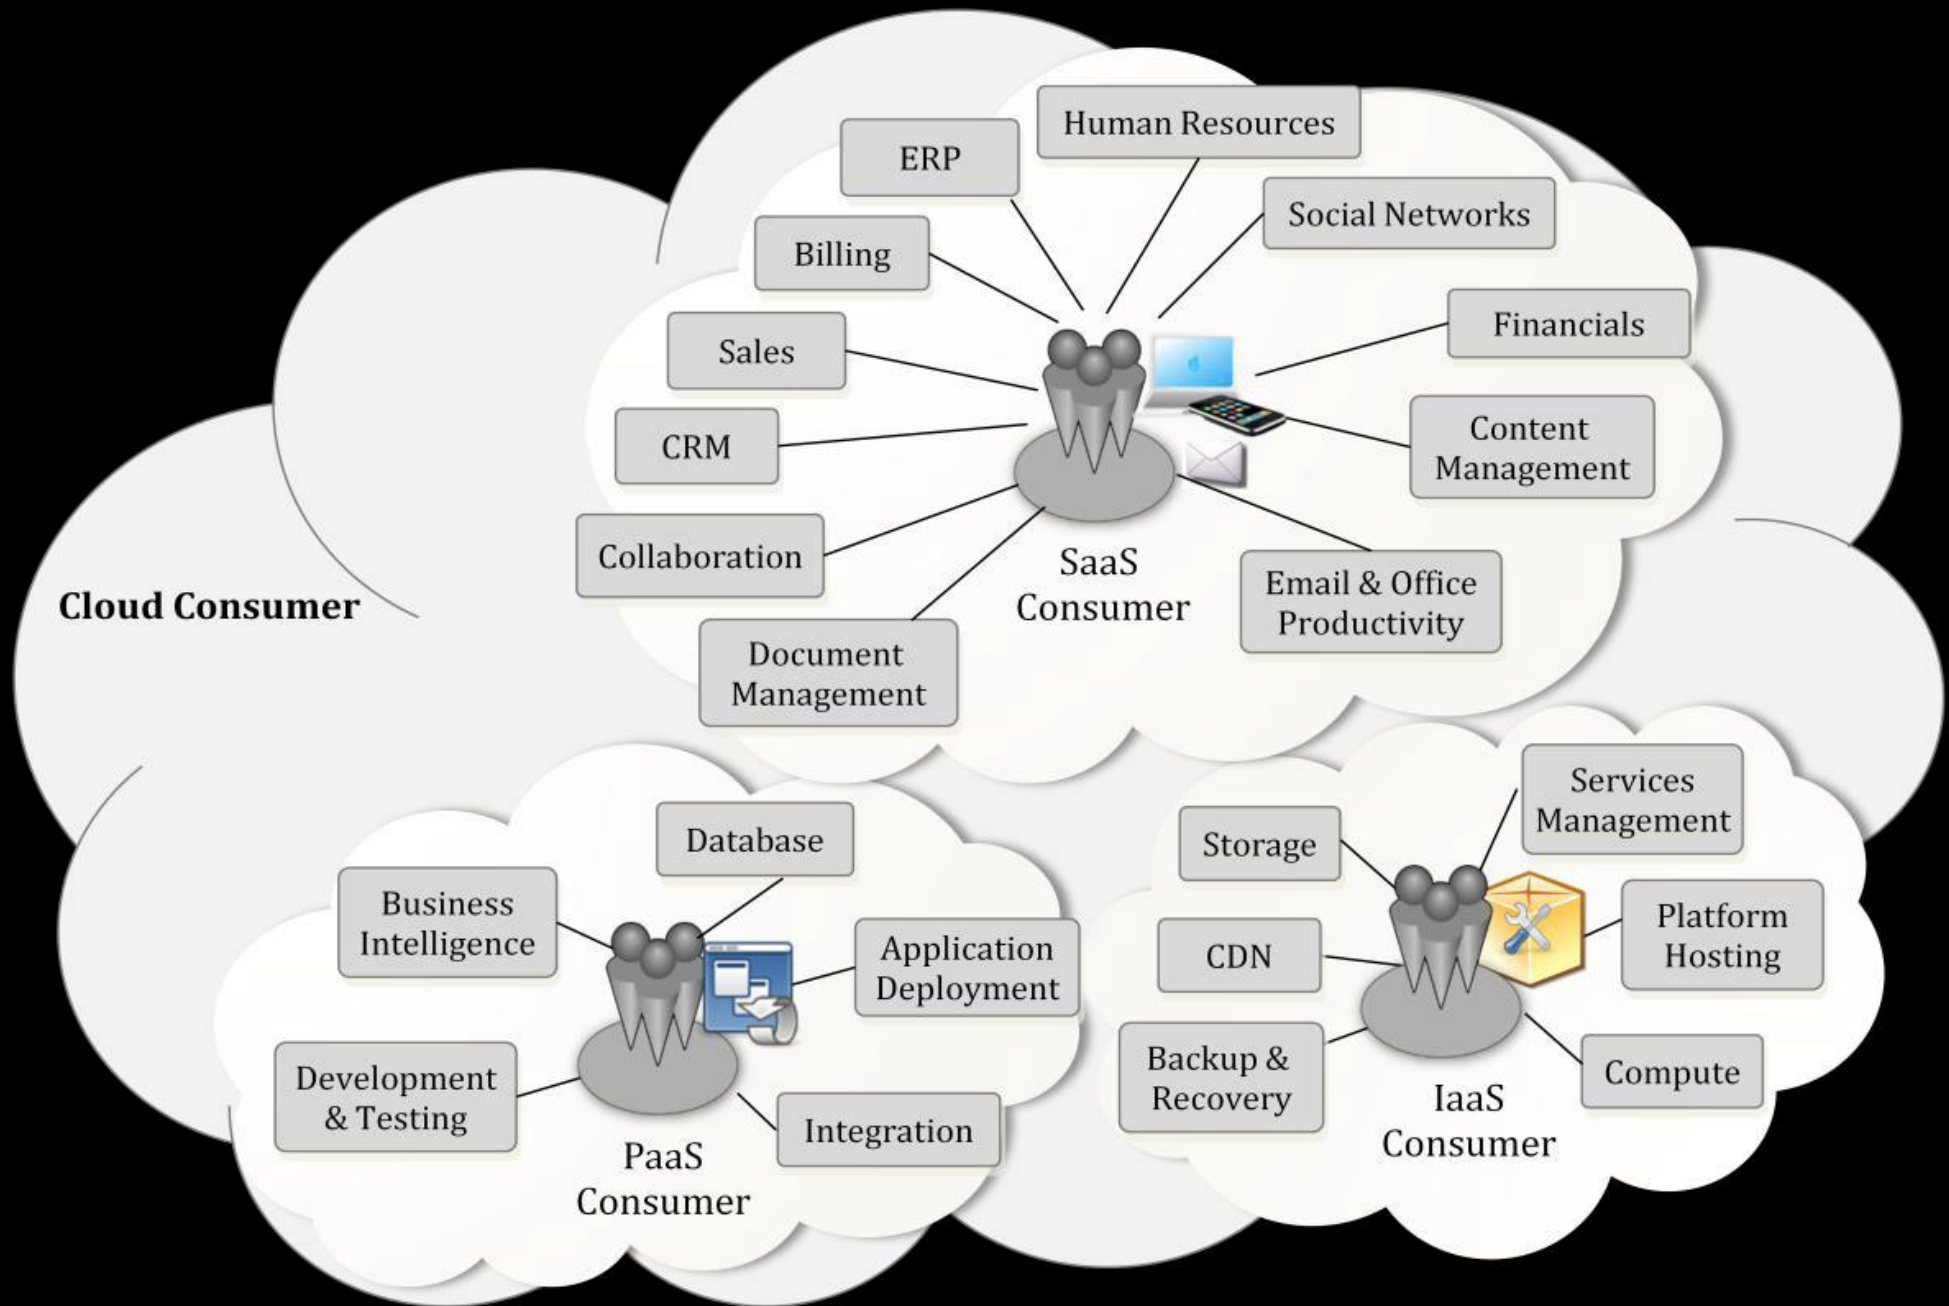 Human Resources
ERP
Social Networks
Billing
Financials
Sales
Content
Management
CRM
Collaboration
SaaS
Consumer
Email & Office
Productivity
Cloud Consumer
Document
Management
Database
Business
Intelligence
Application
Deployment
Development
& Testing
Integration
PaaS
Consumer
Services
Management
Storage
Platform
Hosting
CDN
Backup &
Recovery
Compute
IaaS
Consumer